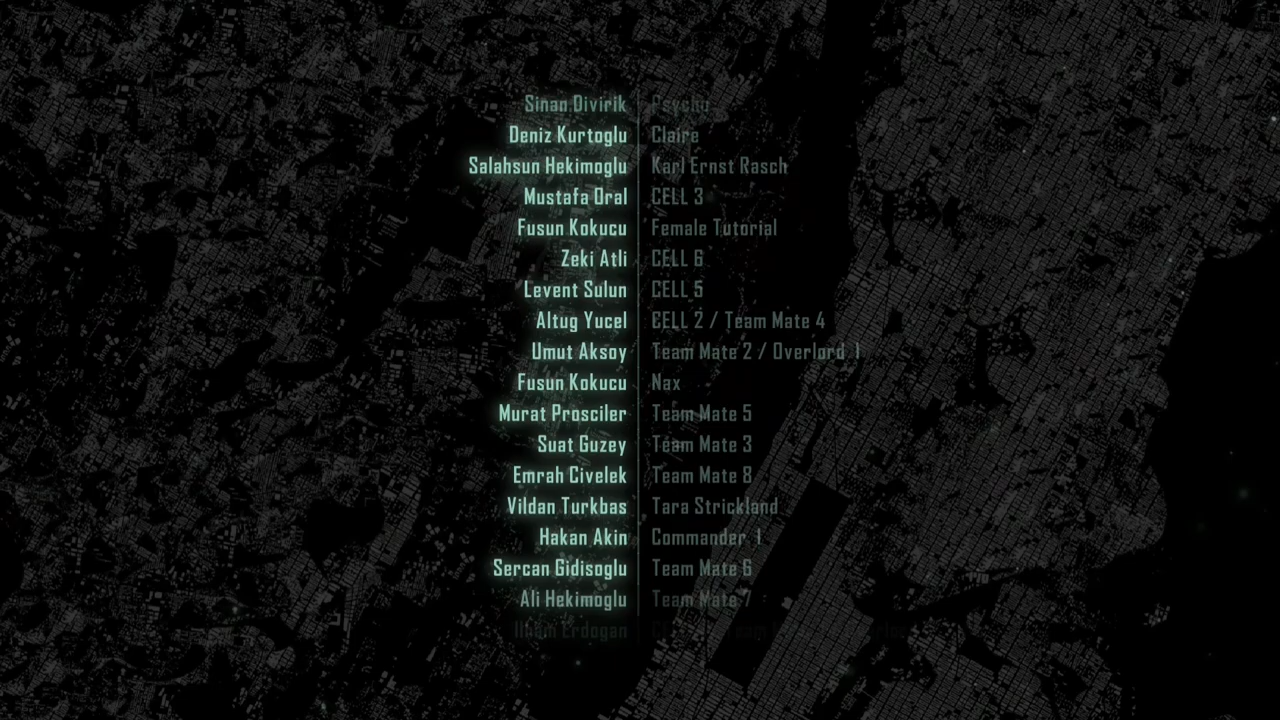 Sinan Divirik Psycho
Deniz Kurtoglu Claire
Salahsun Hekimoglu Karl Ernst Rasch
Mustafa Oral CELL 3
Fusun Kokucu Female Tutorial
Zeki Atli CELL 6
Levent Sulun CELL 5
Altug Yucel CELL 2 / Team Mate 4
Umut Aksoy Team Mate 2 / Overlord 1
Fusun Kokucu Nax
Murat Prosciler Team Mate 5
Suat Guzey Team Mate 3
Emrah Civelek Team Mate 8
Vildan Turkbas Tara Strickland
Hakan Akin Commander 1
Sercan Gidisoglu Team Mate 6
Ali Hekimoglu Team Mate 7
Erdogan